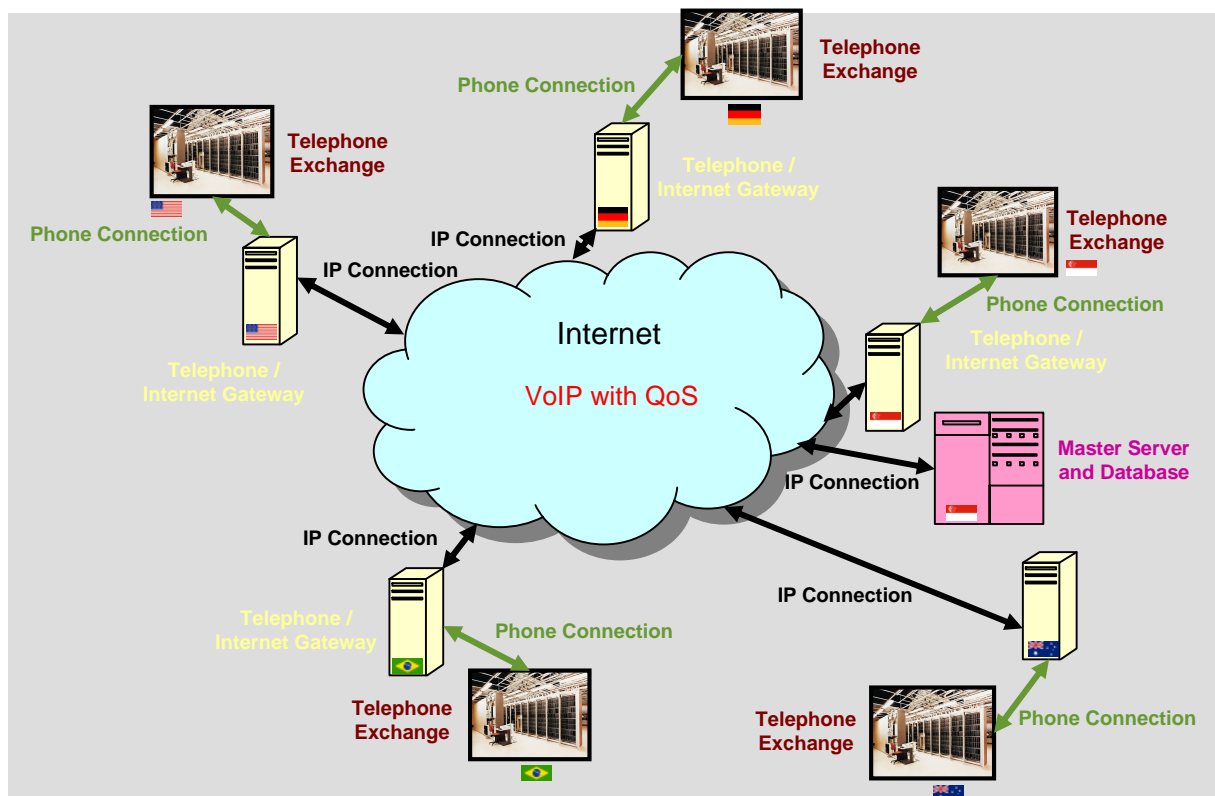 Telephone
Exchange
Phone Connection
Telephone
Exchange
Telephone /
Internet Gateway
Phone Connection
IP Connection
IP Connection
Telephone
Exchange
Phone Connection
Telephone /
Internet Gateway
Telephone /
Internet Gateway
Internet
VoIP with QoS
Master Server
and Database
IP Connection
IP Connection
IP Connection
Telephone /
Internet Gateway
Phone Connection
Telephone
Exchange
Telephone
Exchange
Phone Connection